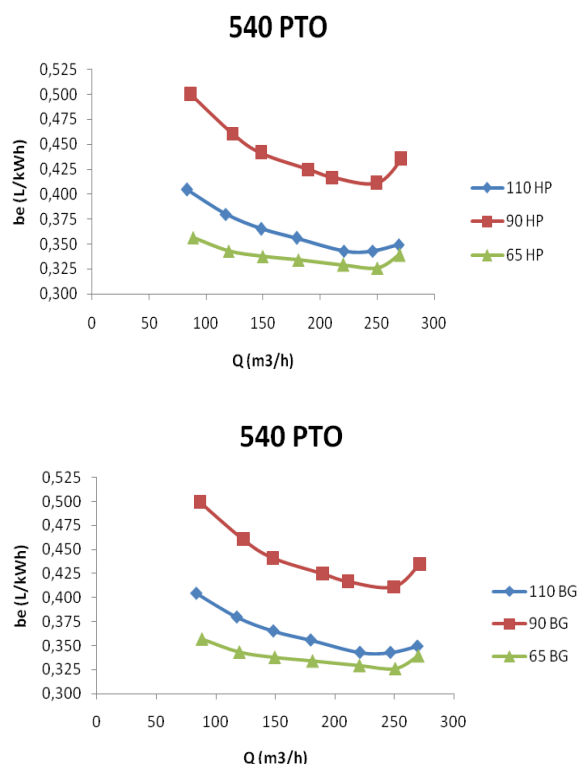 540 PTO
0,525
0,500
0,475
0,450
0,425
0,400
0,375
0,350
0,325
0,300
be (L/kWh)
110 HP
90 HP
65 HP
0 50 100 150 200 250 300
Q (m3/h)
540 PTO
0,525
0,500
0,475
0,450
0,425
0,400
0,375
0,350
0,325
0,300
be (L/kWh)
110 BG
90 BG
65 BG
0 50 100 150 200 250 300
Q (m3/h)